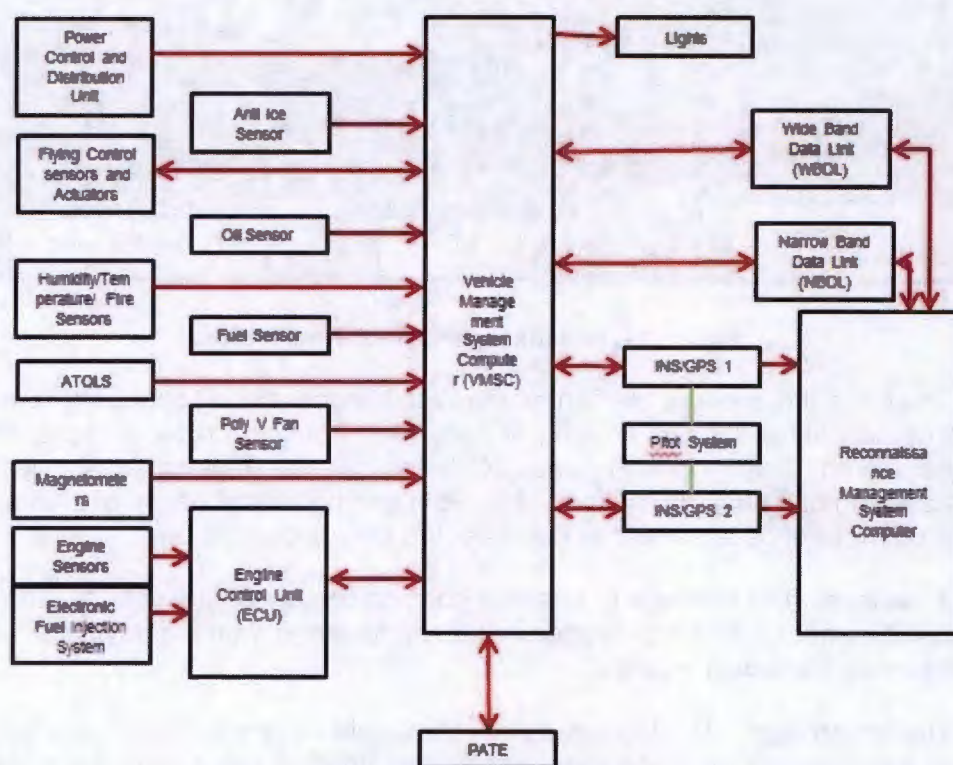 Power
Control and
Distribution
Unit
Anti Ice
Sensor
Flying Control
sensors and
Actuators
Oil Sensor
Humidity/Tem
perature/ Fire
Sensors
Fuel Sensor
ATOLS
Poly V Fan
Sensor
Magnetomete
rs
Engine
Sensors
Electronic
Fuel Injection
System
Engine
Control Unit
(ECU)
Vehicle
Manage
ment
System
Compute
r (VMSC)
PATE
Lights
Wide Band
Data Link
(WBDL)
Narrow Band
Data Link
(NBDL)
INS/GPS 1
Pitot System
INS/GPS 2
Reconnaissa
nce
Management
System
Computer